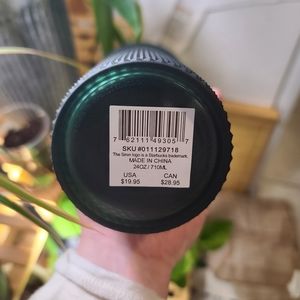 7 62111 49305 7
SKU #011129718
The Siren logo is a Starbucks trademark.
MADE IN CHINA
24OZ / 710ML
USA CAN
$19.95 $28.95